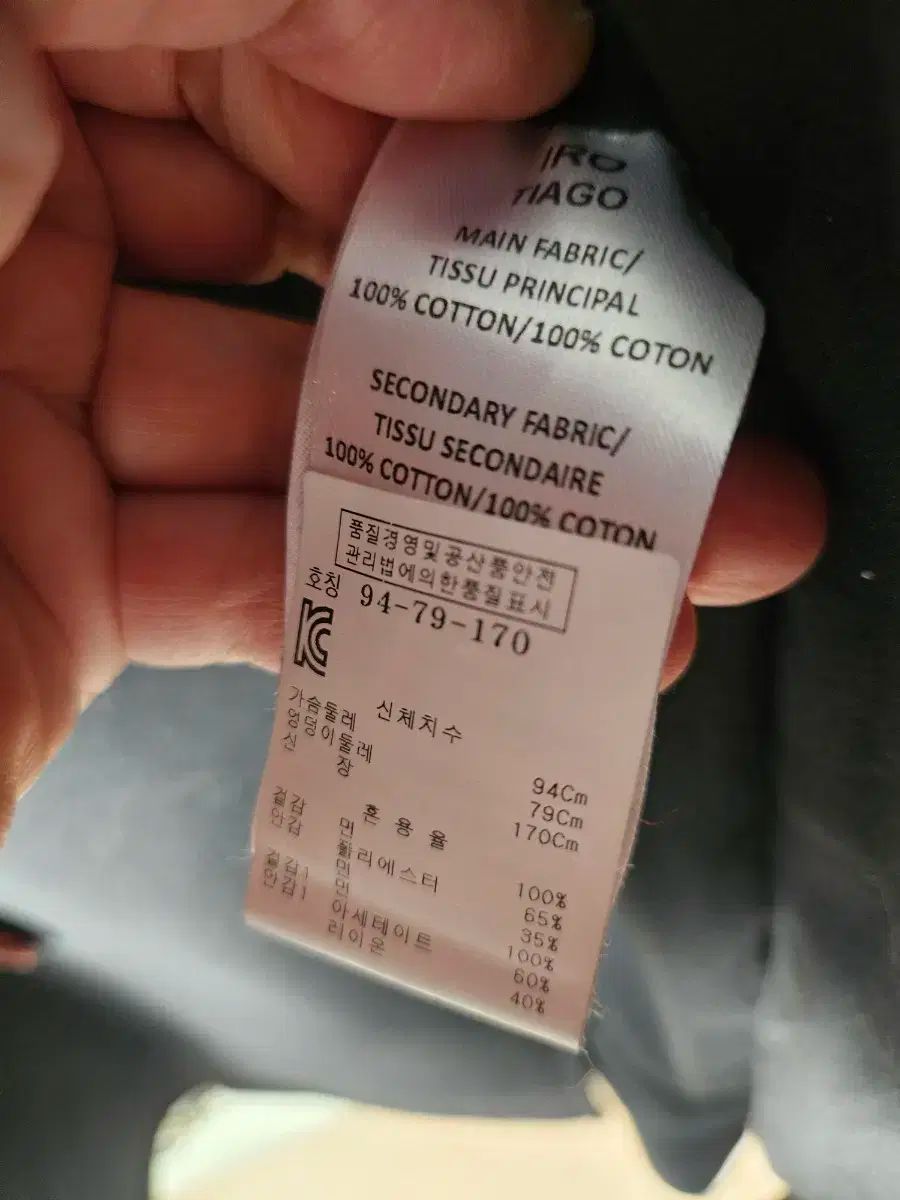 IRO
TIAGO
MAIN FABRIC/
TISSU PRINCIPAL
100% COTTON/100% COTON
SECONDARY FABRIC/
TISSU SECONDAIRE
100% COTTON/100% COTON
품질경영및공산품안전
관리법에의한품질표시
호칭 94-79-170
신체치수
가슴둘레 94Cm
엉덩이둘레 79Cm
신 장 170Cm
혼 용 율
겉감 면 100%
안감 폴리에스터 65%
면 35%
겉감1 면 100%
안감1 아세테이트 60%
레이온 40%